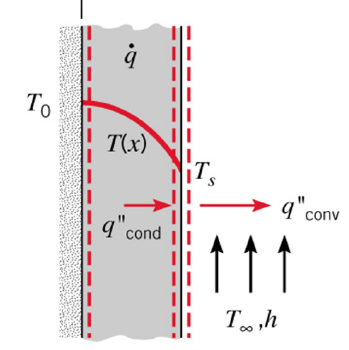 q̇
T₀
T(x)
Tₛ
q"cond
q"conv
T∞,h